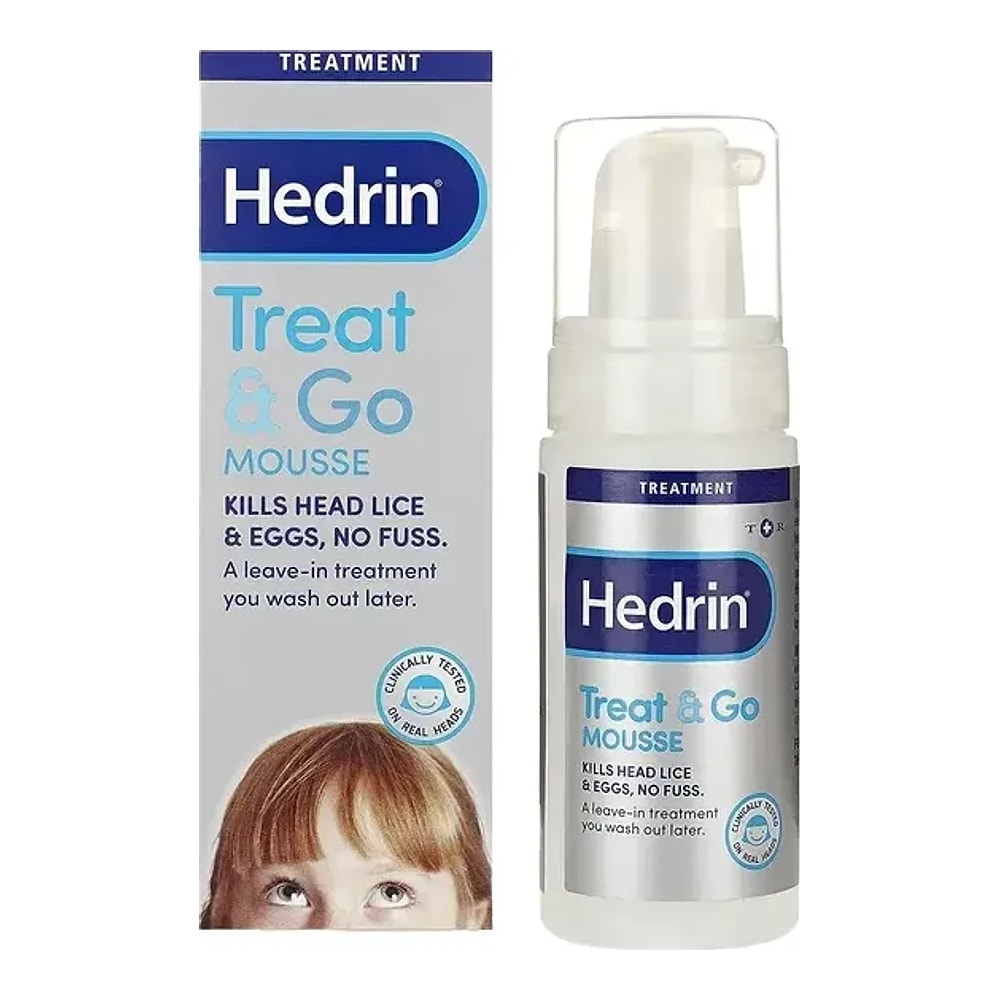 TREATMENT
Hedrin®
Treat
& Go
MOUSSE
KILLS HEAD LICE
& EGGS, NO FUSS.
A leave-in treatment
you wash out later.
CLINICALLY TESTED
ON REAL HEADS
TREATMENT
T R
Hedrin®
Treat & Go
MOUSSE
KILLS HEAD LICE
& EGGS, NO FUSS.
A leave-in treatment
you wash out later.
CLINICALLY TESTED
ON REAL HEADS